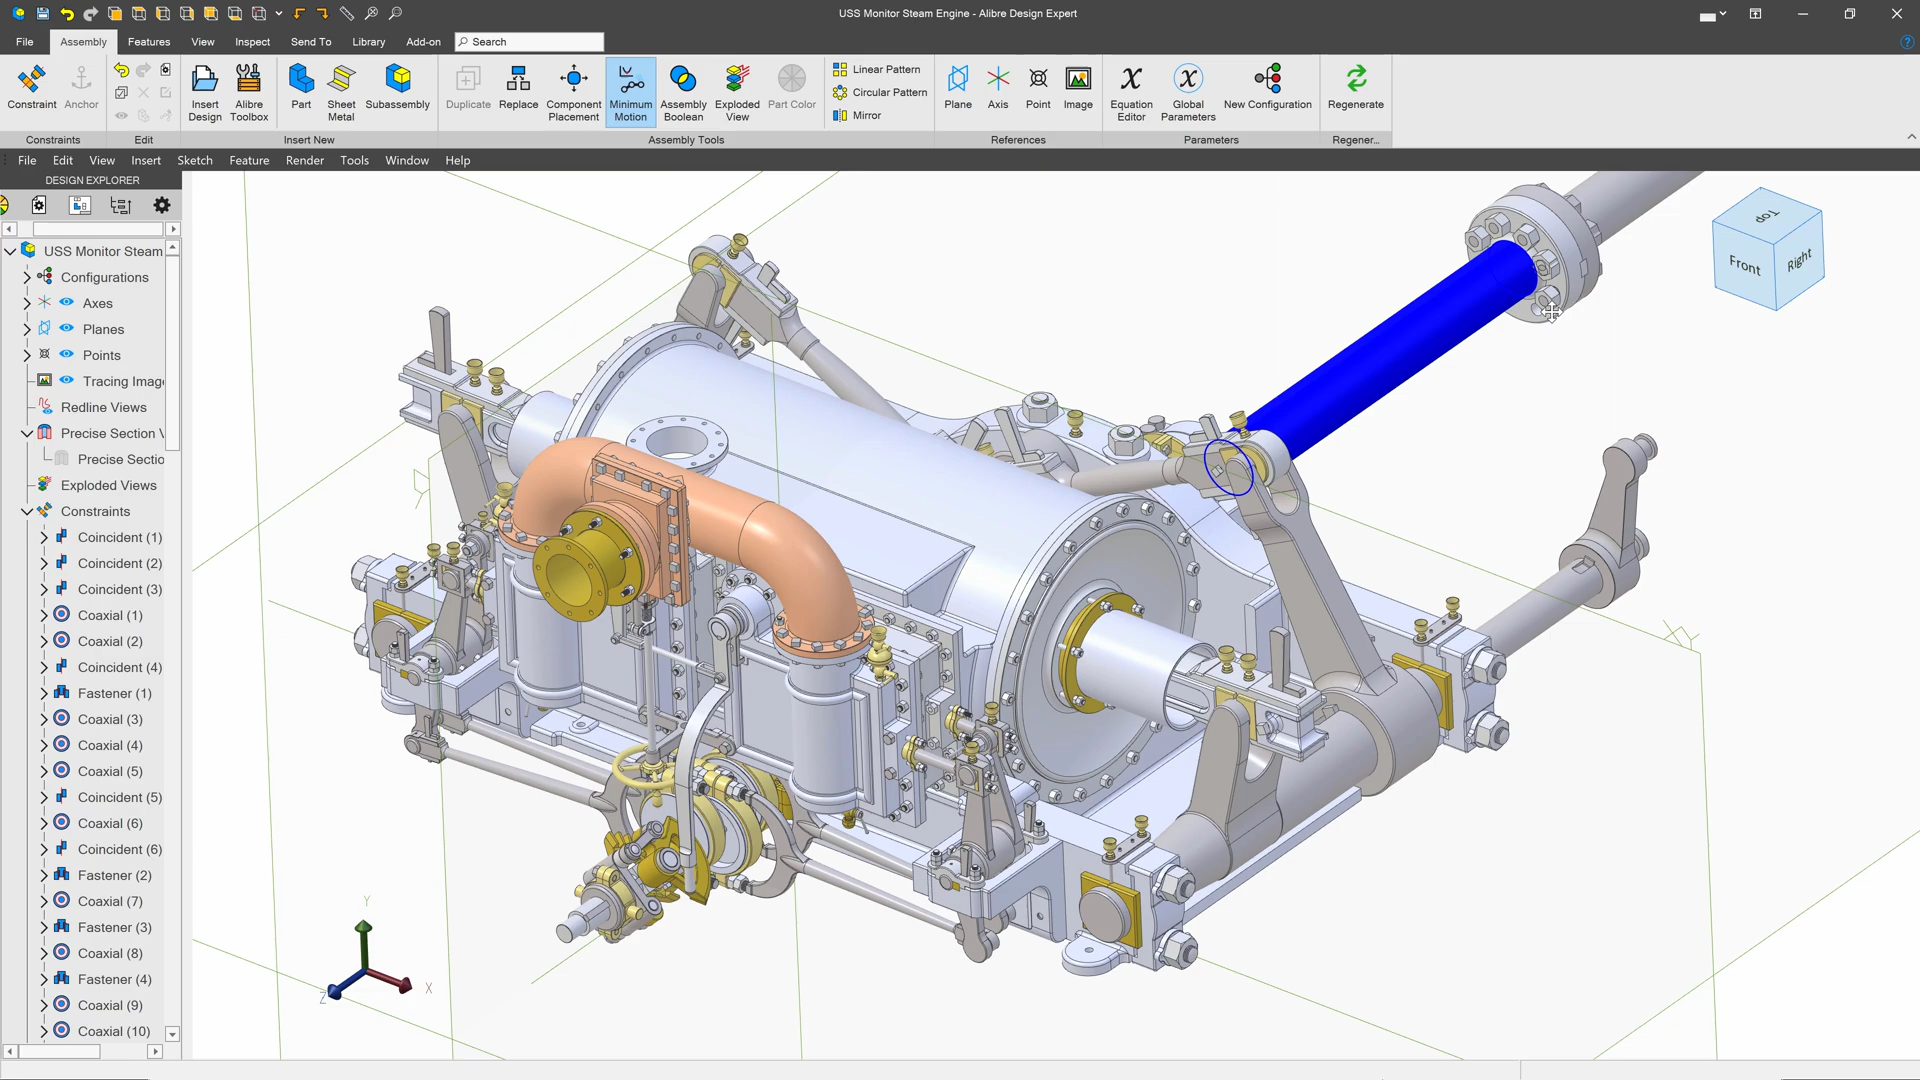 USS Monitor Steam Engine - Alibre Design Expert
File Assembly Features View Inspect Send To Library Add-on Search
Constraint Anchor
Insert Design Alibre Toolbox Part Sheet Metal Subassembly
Duplicate Replace Component Placement Minimum Motion Assembly Boolean Exploded View Part Color
Linear Pattern
Circular Pattern
Mirror
Plane Axis Point Image
Equation Editor Global Parameters New Configuration Regenerate
Constraints Edit Insert New Assembly Tools References Parameters Regener...
File Edit View Insert Sketch Feature Render Tools Window Help
DESIGN EXPLORER
USS Monitor Steam
Configurations
Axes
Planes
Points
Tracing Imag
Redline Views
Precise Section V
Precise Sectio
Exploded Views
Constraints
Coincident (1)
Coincident (2)
Coincident (3)
Coaxial (1)
Coaxial (2)
Coincident (4)
Fastener (1)
Coaxial (3)
Coaxial (4)
Coaxial (5)
Coincident (5)
Coaxial (6)
Coincident (6)
Fastener (2)
Coaxial (7)
Fastener (3)
Coaxial (8)
Fastener (4)
Coaxial (9)
Coaxial (10)
Top
Front Right
Y
X
Z